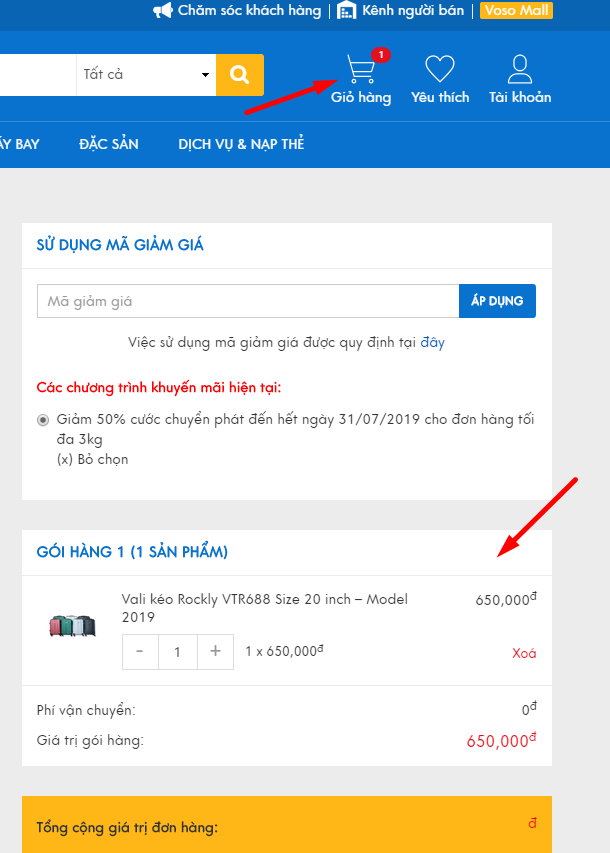 Chăm sóc khách hàng | Kênh người bán | Voso Mall
Tất cả
1
Giỏ hàng
Yêu thích
Tài khoản
ÁY BAY
ĐẶC SẢN
DỊCH VỤ & NẠP THẺ
SỬ DỤNG MÃ GIẢM GIÁ
Mã giảm giá
ÁP DỤNG
Việc sử dụng mã giảm giá được quy định tại đây
Các chương trình khuyến mãi hiện tại:
Giảm 50% cước chuyển phát đến hết ngày 31/07/2019 cho đơn hàng tối
đa 3kg
(x) Bỏ chọn
GÓI HÀNG 1 (1 SẢN PHẨM)
Vali kéo Rockly VTR688 Size 20 inch – Model
2019
650,000đ
- 1 + 1 x 650,000đ
Xoá
Phí vận chuyển: 0đ
Giá trị gói hàng: 650,000đ
Tổng cộng giá trị đơn hàng: đ